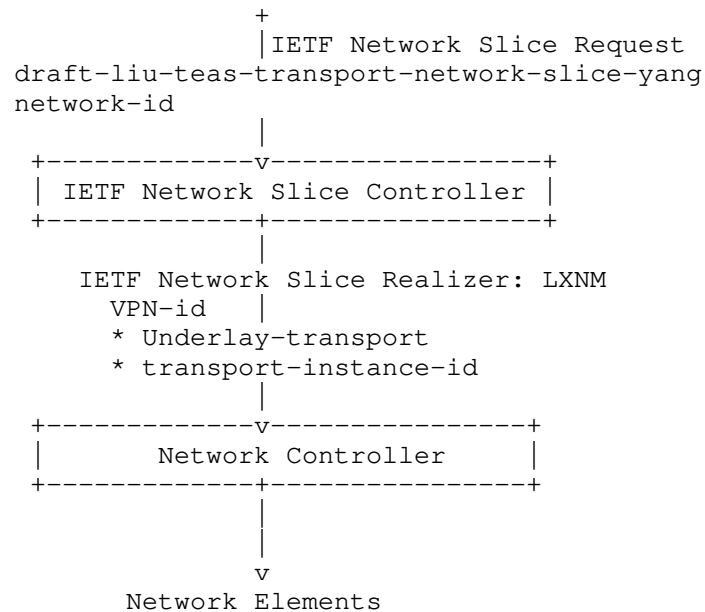 IETF Network Slice Request
draft-liu-teas-transport-network-slice-yang
network-id
IETF Network Slice Controller
IETF Network Slice Realizer: LXNM
VPN-id
* Underlay-transport
* transport-instance-id
Network Controller
Network Elements